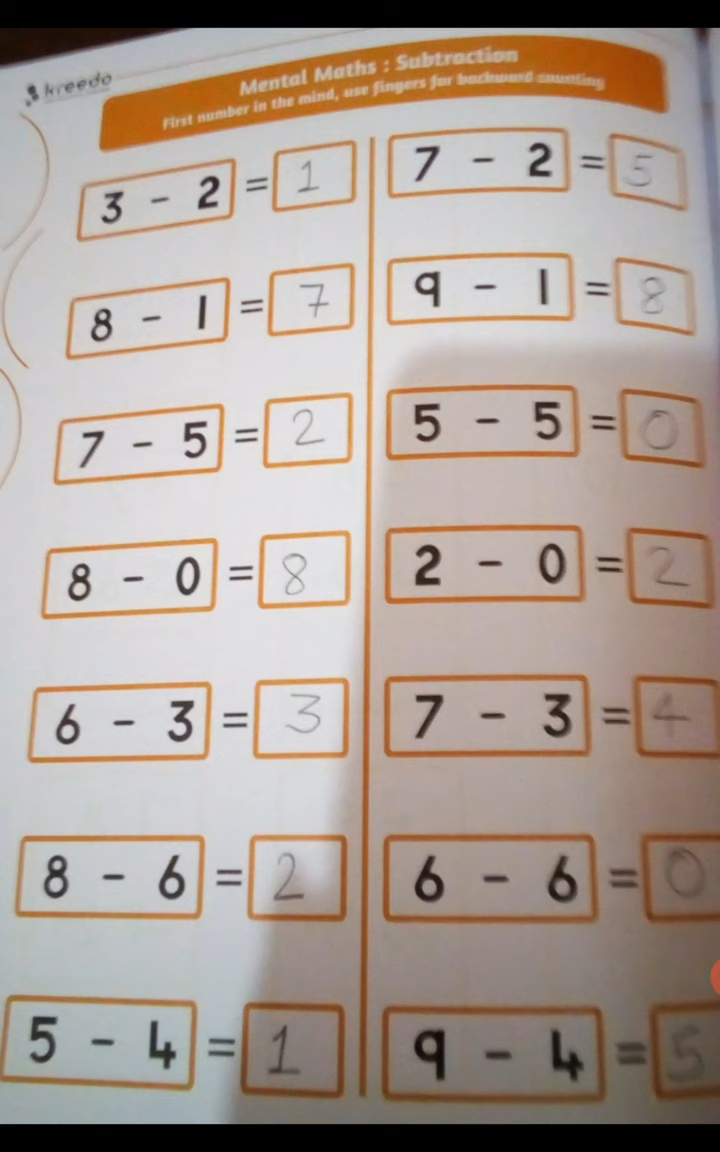 kreedo
Mental Maths : Subtraction
First number in the mind, use fingers for backward counting
3 - 2 = 1
8 - 1 = 7
7 - 5 = 2
8 - 0 = 8
6 - 3 = 3
8 - 6 = 2
5 - 4 = 1
7 - 2 = 5
9 - 1 = 8
5 - 5 = 0
2 - 0 = 2
7 - 3 = 4
6 - 6 = 0
9 - 4 = 5